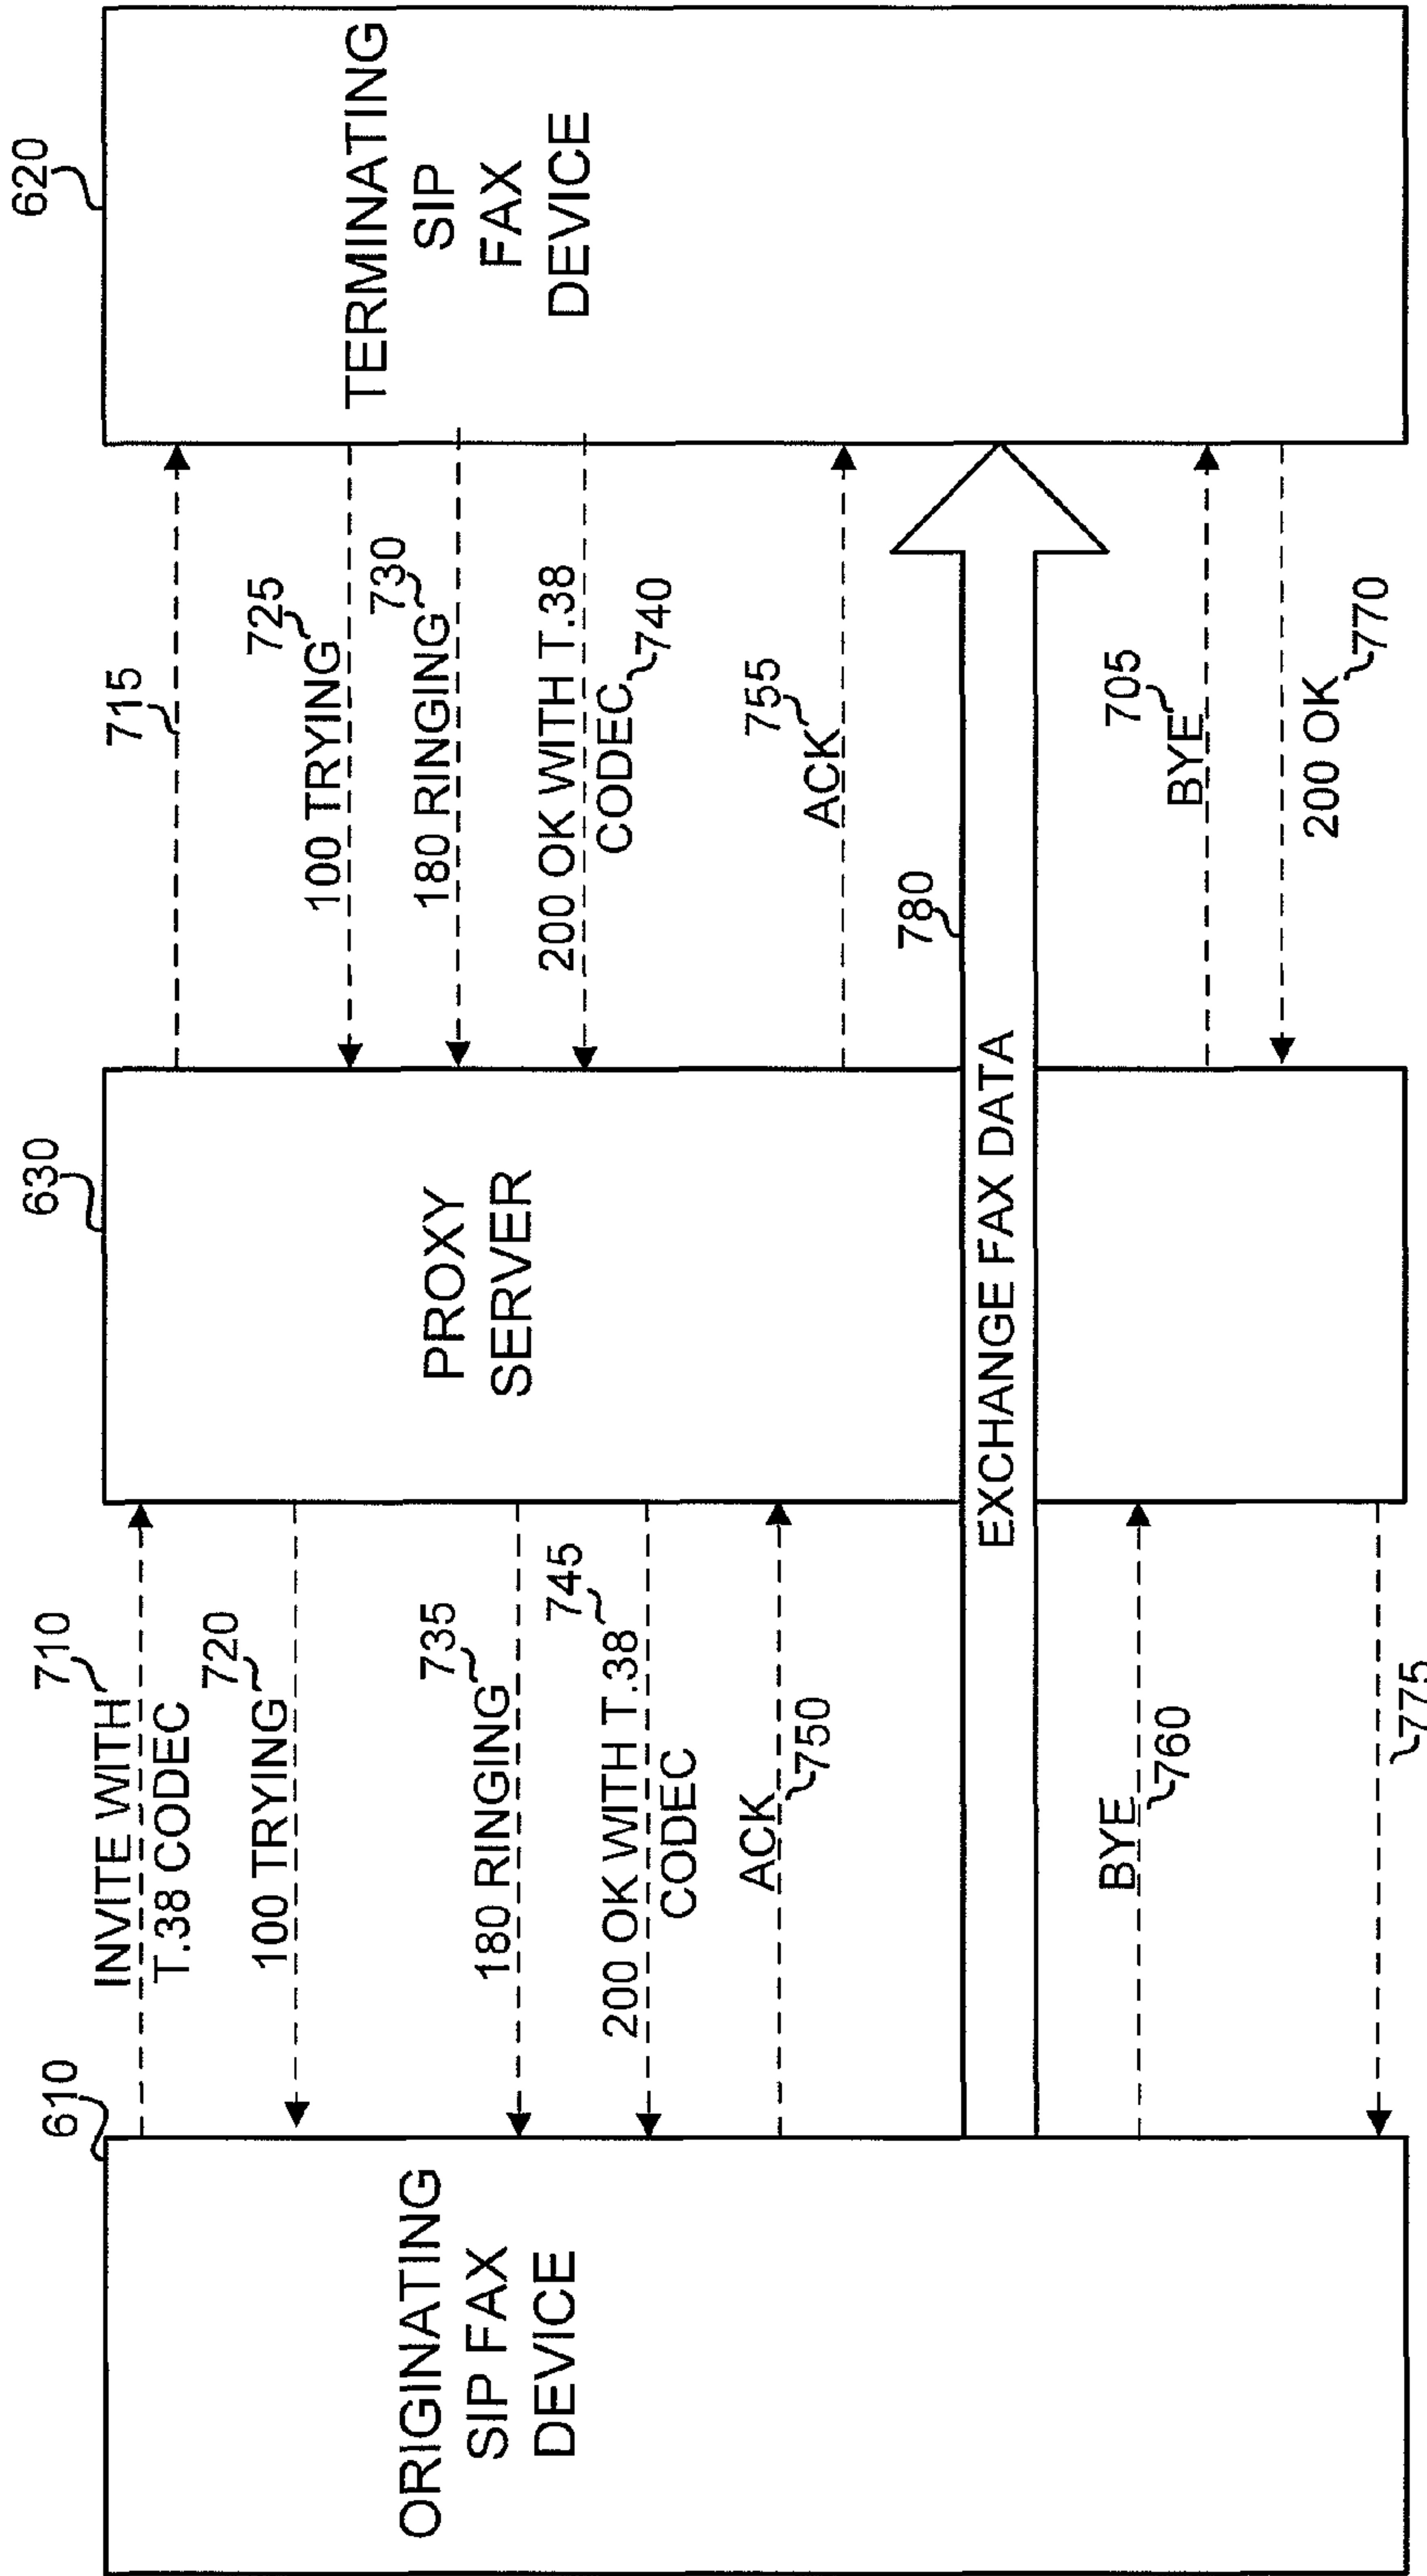 610
ORIGINATING
SIP FAX
DEVICE
630
PROXY
SERVER
620
TERMINATING
SIP
FAX
DEVICE
710
INVITE WITH
T.38 CODEC
715
720
100 TRYING
725
100 TRYING
730
180 RINGING
735
180 RINGING
200 OK WITH T.38
CODEC
740
745
200 OK WITH T.38
CODEC
ACK
750
755
ACK
780
EXCHANGE FAX DATA
BYE
760
705
BYE
200 OK
770
775